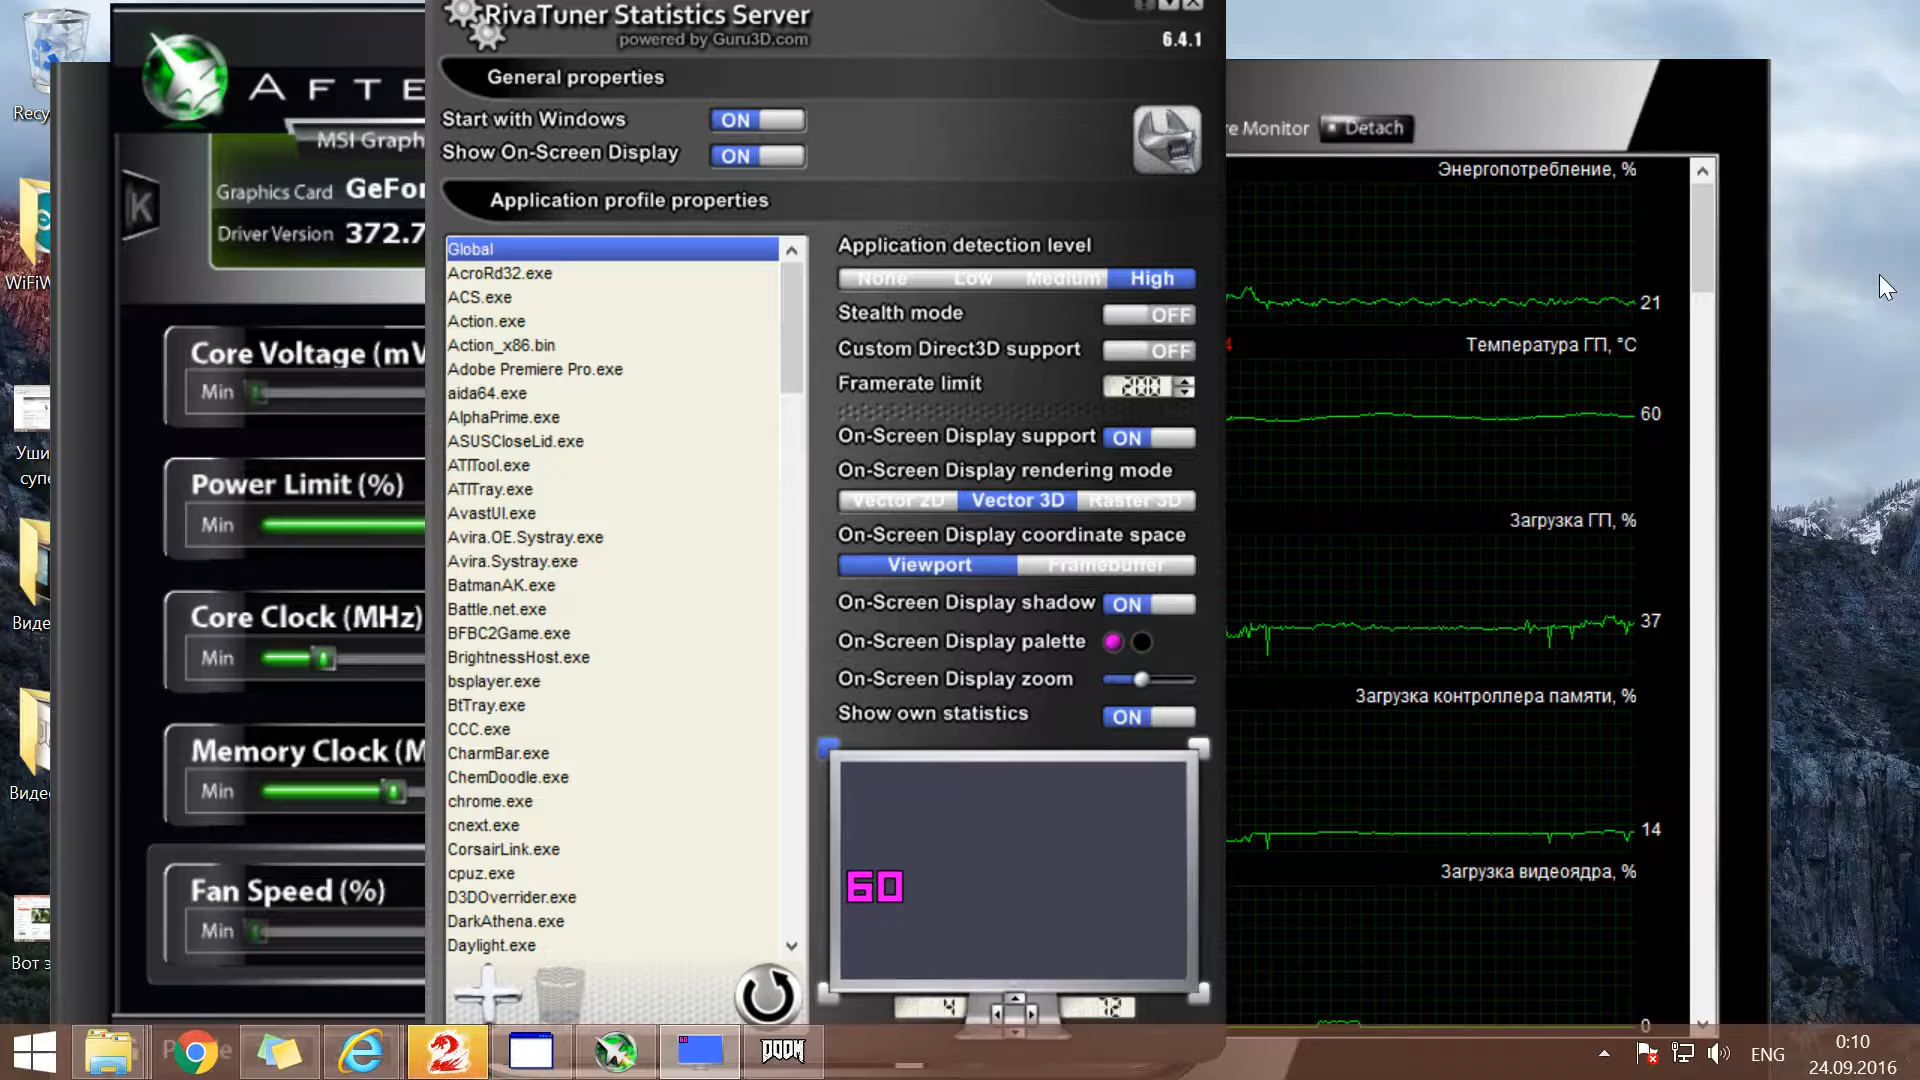 RivaTuner Statistics Server
powered by Guru3D.com
6.4.1
General properties
Start with Windows
ON
Show On-Screen Display
ON
Application profile properties
Global
AcroRd32.exe
ACS.exe
Action.exe
Action_x86.bin
Adobe Premiere Pro.exe
aida64.exe
AlphaPrime.exe
ASUSCloseLid.exe
ATITool.exe
ATITray.exe
AvastUI.exe
Avira.OE.Systray.exe
Avira.Systray.exe
BatmanAK.exe
Battle.net.exe
BFBC2Game.exe
BrightnessHost.exe
bsplayer.exe
BtTray.exe
CCC.exe
CharmBar.exe
ChemDoodle.exe
chrome.exe
cnext.exe
CorsairLink.exe
cpuz.exe
D3DOverrider.exe
DarkAthena.exe
Daylight.exe
Application detection level
None Low Medium High
Stealth mode
OFF
Custom Direct3D support
OFF
Framerate limit
On-Screen Display support
ON
On-Screen Display rendering mode
Vector 2D Vector 3D Raster 3D
On-Screen Display coordinate space
Viewport Framebuffer
On-Screen Display shadow
ON
On-Screen Display palette
On-Screen Display zoom
Show own statistics
ON
60
4
12
Recy
WiFiW
Уши
супе
Виде
Виде
Вот э
AFTE
MSI Graph
K
Graphics Card GeFor
Driver Version 372.7
Core Voltage (mV
Min
Power Limit (%)
Min
Core Clock (MHz)
Min
Memory Clock (M
Min
Fan Speed (%)
Min
re Monitor
Detach
Энергопотребление, %
21
Температура ГП, °C
60
Загрузка ГП, %
37
Загрузка контроллера памяти, %
14
Загрузка видеоядра, %
0
DOOM
ENG
0:10
24.09.2016